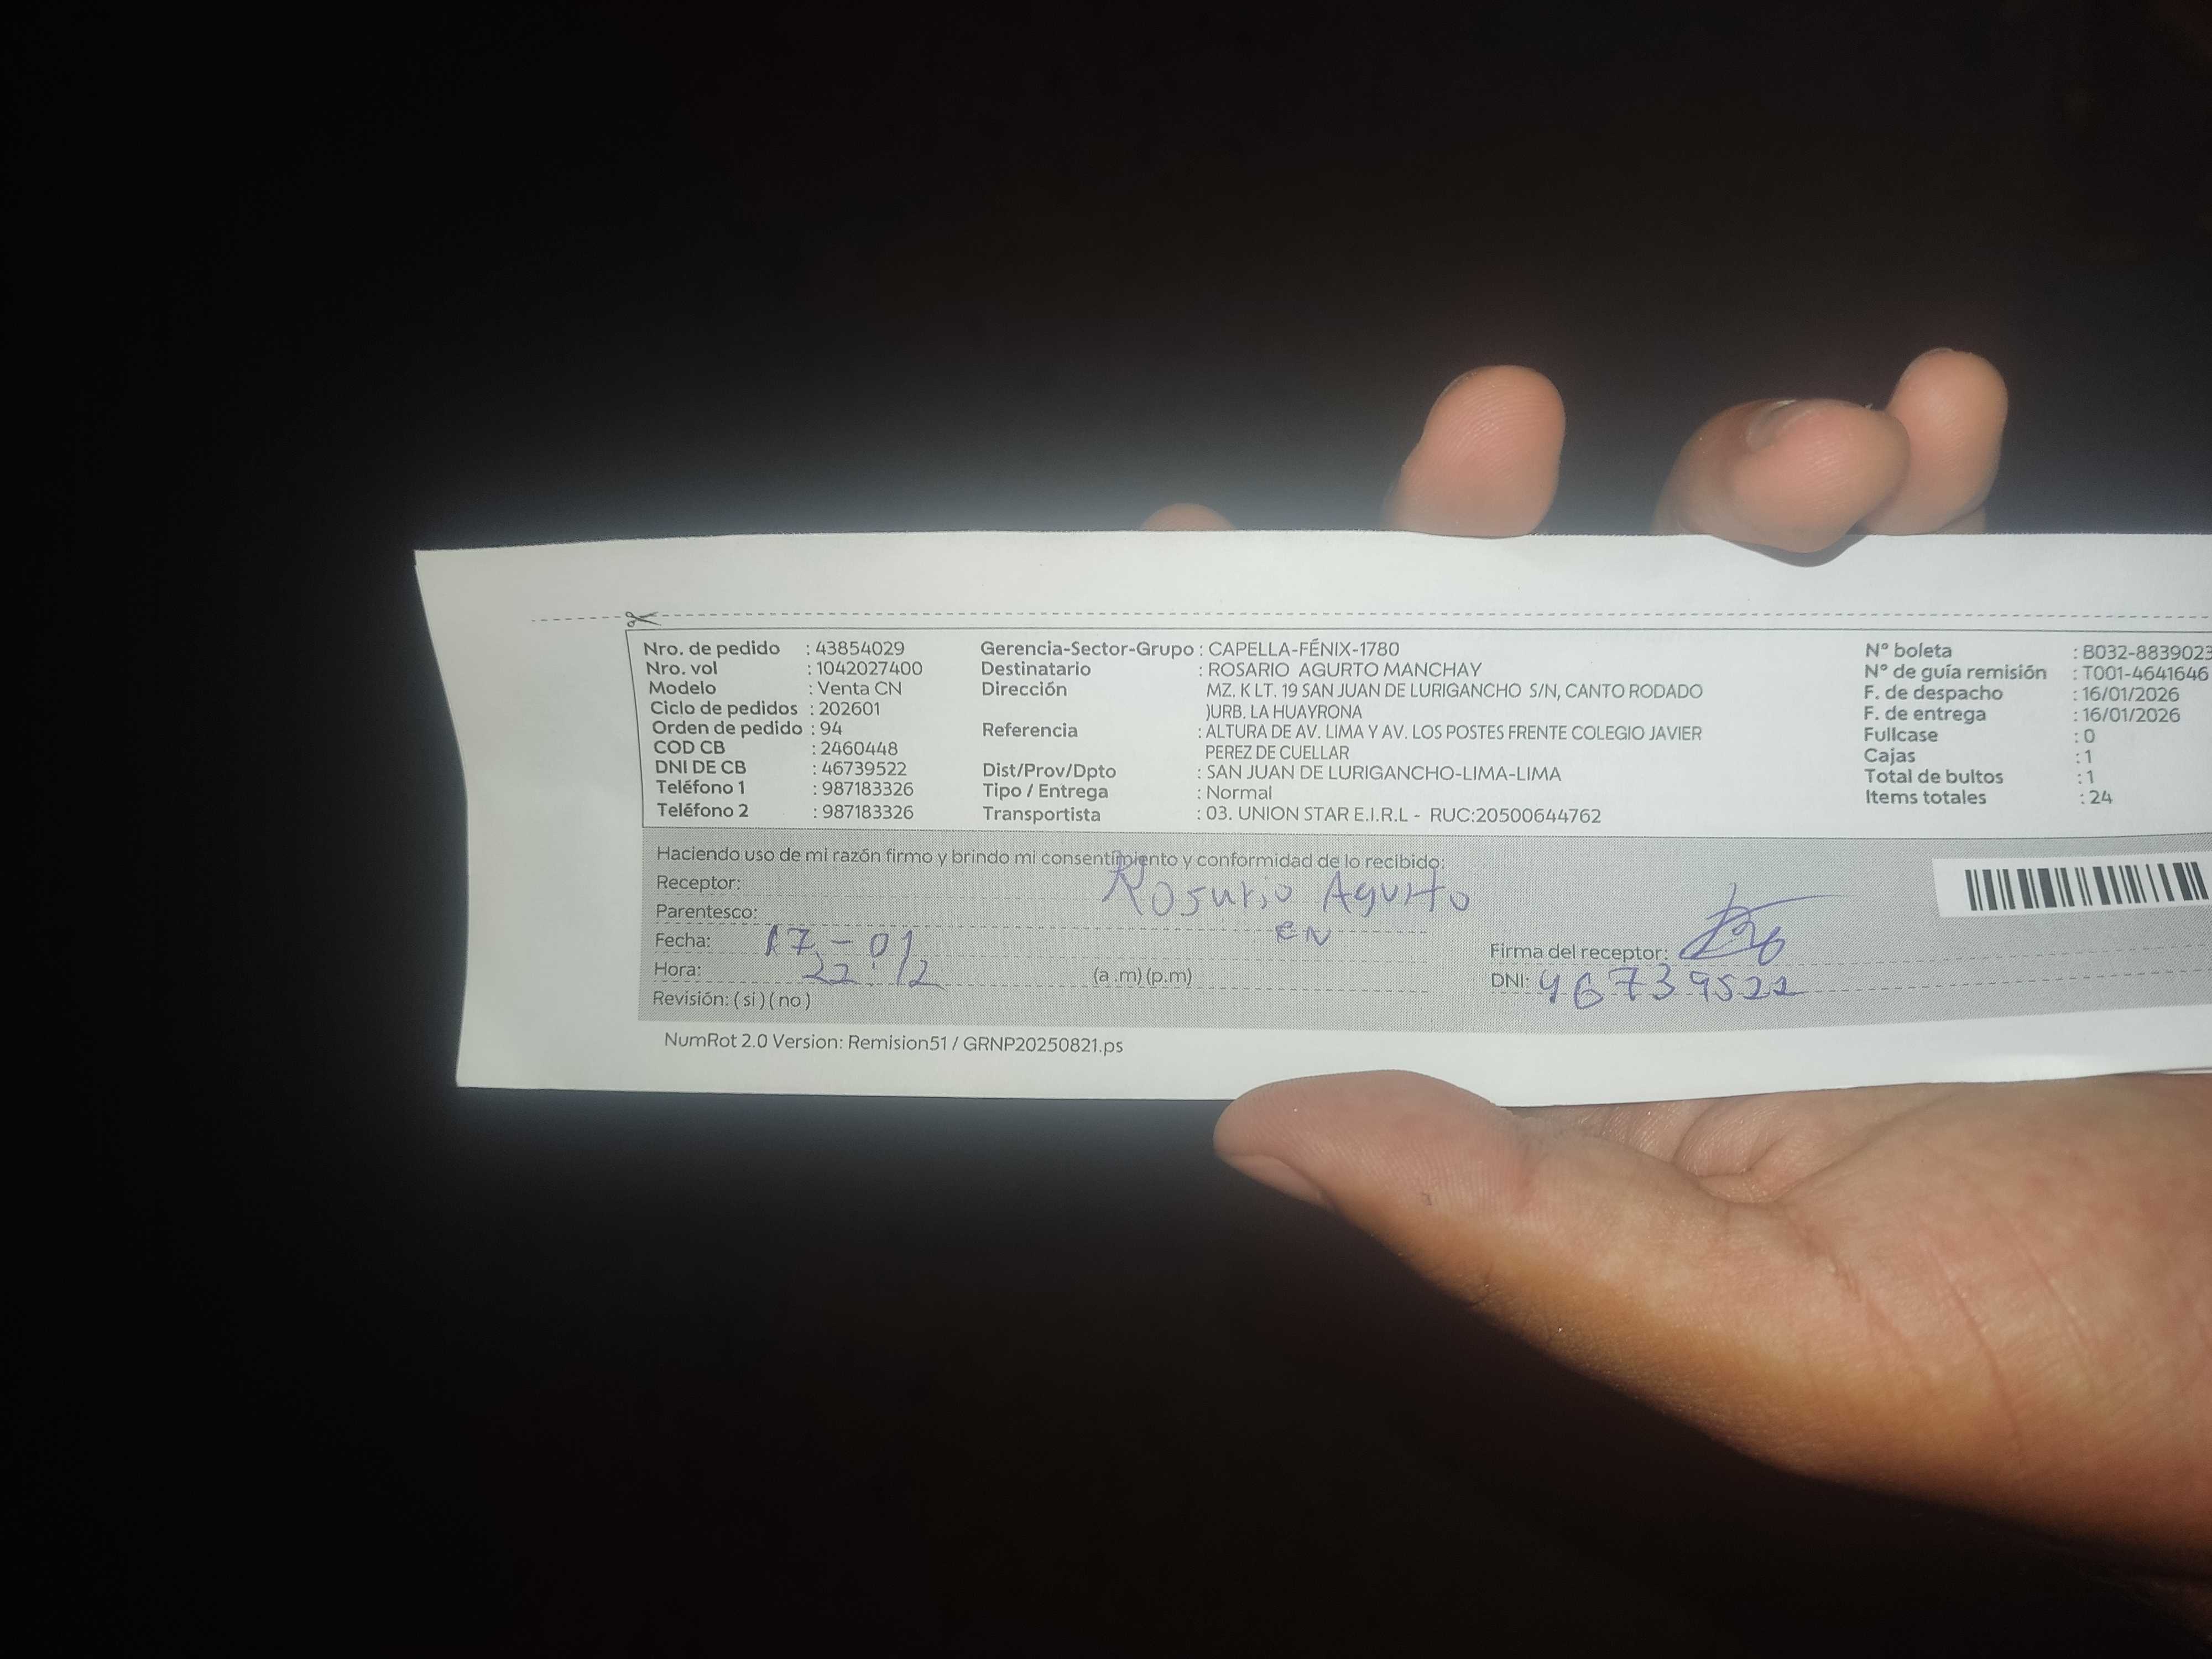 Nro. de pedido : 43854029
Nro. vol : 1042027400
Modelo : Venta CN
Ciclo de pedidos : 202601
Orden de pedido : 94
COD CB : 2460448
DNI DE CB : 46739522
Teléfono 1 : 987183326
Teléfono 2 : 987183326
Gerencia-Sector-Grupo : CAPELLA-FÉNIX-1780
Destinatario : ROSARIO AGURTO MANCHAY
Dirección MZ. K LT. 19 SAN JUAN DE LURIGANCHO S/N, CANTO RODADO
)URB. LA HUAYRONA
Referencia : ALTURA DE AV. LIMA Y AV. LOS POSTES FRENTE COLEGIO JAVIER
PEREZ DE CUELLAR
Dist/Prov/Dpto : SAN JUAN DE LURIGANCHO-LIMA-LIMA
Tipo / Entrega : Normal
Transportista : 03. UNION STAR E.I.R.L - RUC:20500644762
N° boleta : B032-8839023
N° de guía remisión : T001-4641646
F. de despacho : 16/01/2026
F. de entrega : 16/01/2026
Fullcase : 0
Cajas : 1
Total de bultos : 1
Items totales : 24
Haciendo uso de mi razón firmo y brindo mi consentimiento y conformidad de lo recibido:
Receptor: Rosario Agurto
Parentesco: CN
Fecha: 17-01
Hora: 22:12 (a .m) (p.m)
Revisión: ( si ) ( no )
Firma del receptor:
DNI: 46739522
NumRot 2.0 Version: Remision51 / GRNP20250821.ps